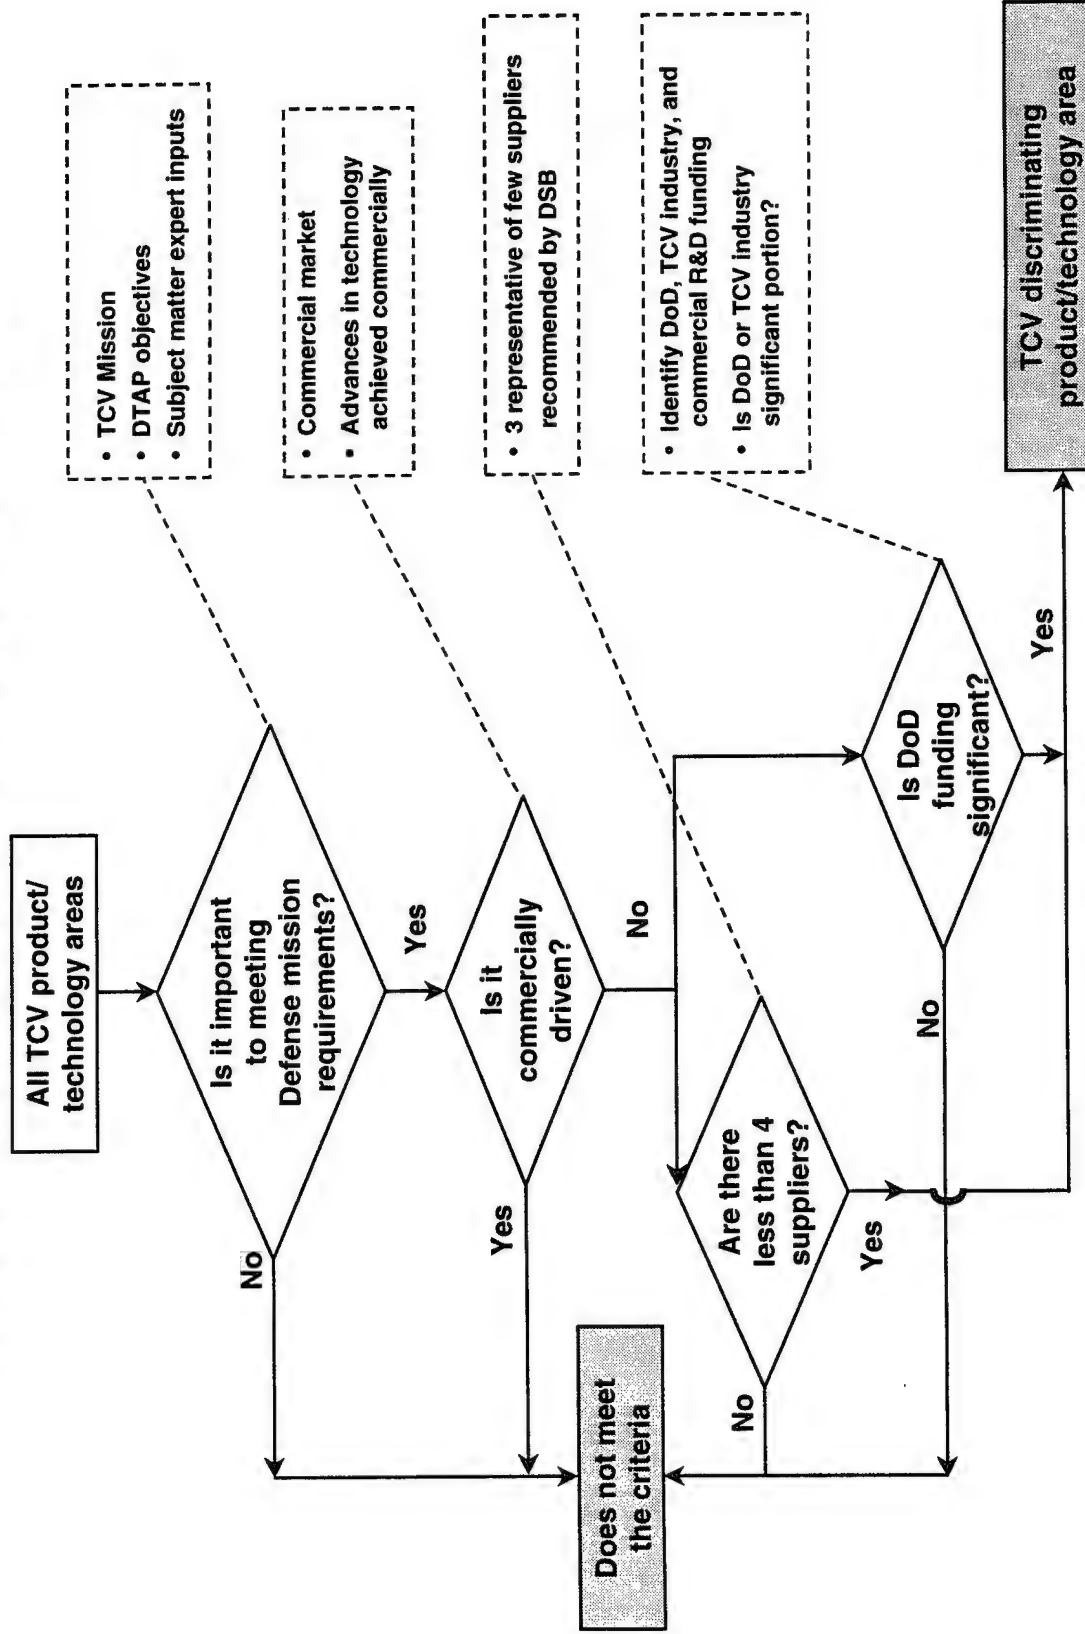 All TCV product/
technology areas
Is it important
to meeting
Defense mission
requirements?
No
Yes
• TCV Mission
• DTAP objectives
• Subject matter expert inputs
Is it
commercially
driven?
Yes
No
• Commercial market
• Advances in technology
achieved commercially
Does not meet
the criteria
Are there
less than 4
suppliers?
No
Yes
• 3 representative of few suppliers
recommended by DSB
Is DoD
funding
significant?
No
Yes
• Identify DoD, TCV industry, and
commercial R&D funding
• Is DoD or TCV industry
significant portion?
TCV discriminating
product/technology area